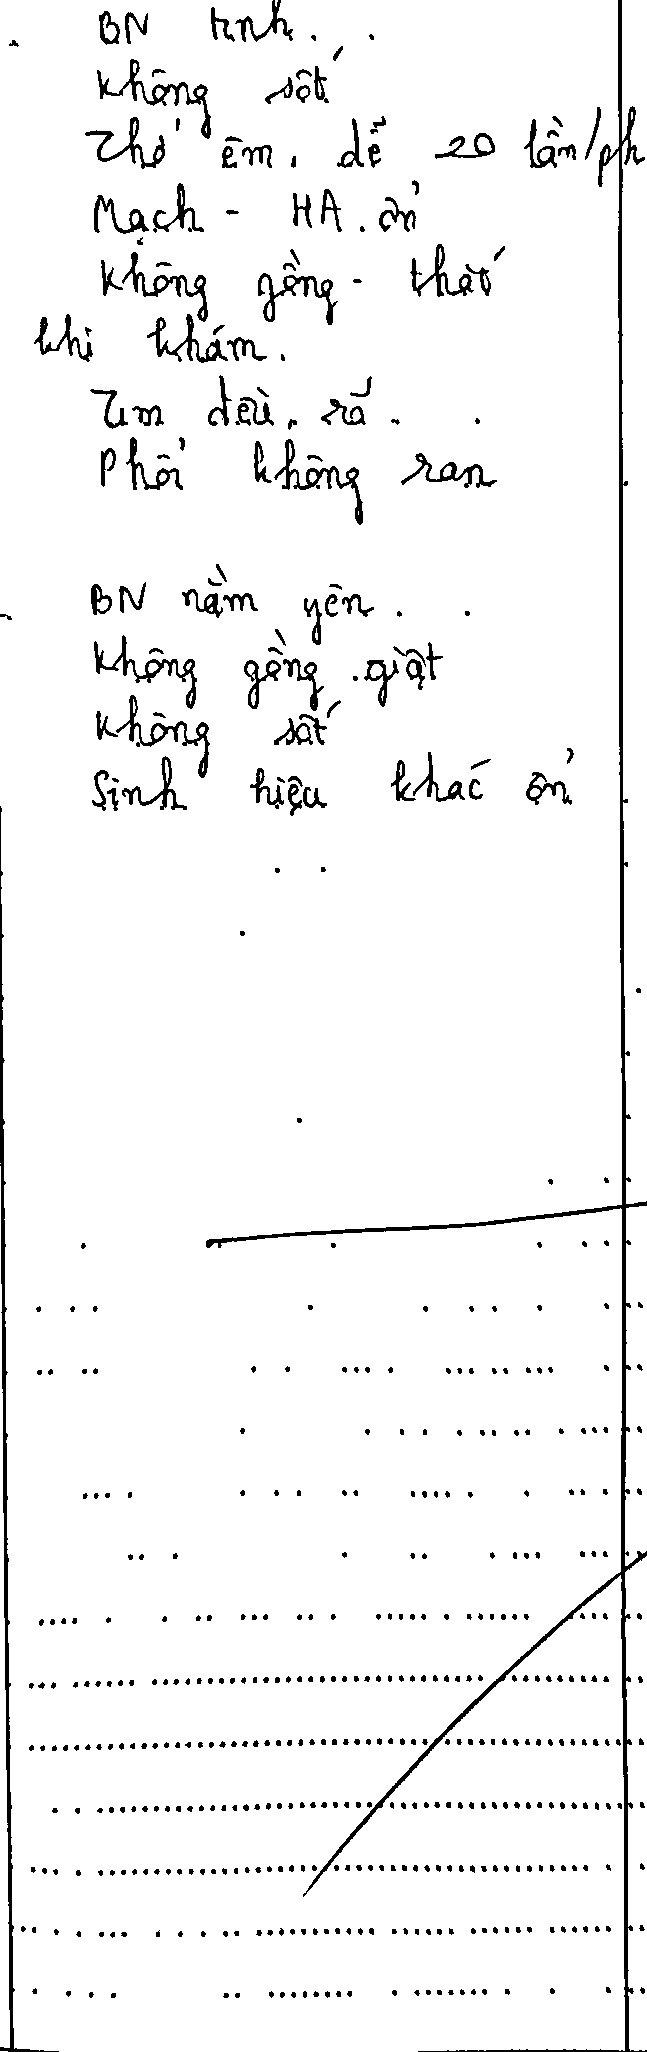 BN tỉnh.
Không sốt
Thở êm, dễ 20 lần/ph
Mạch - HA ổn
Không gồng - thắt
khi khám.
Tim đều, rõ.
Phổi không ran
BN nằm yên.
Không gồng giật
Không sốt
Sinh hiệu khác ổn